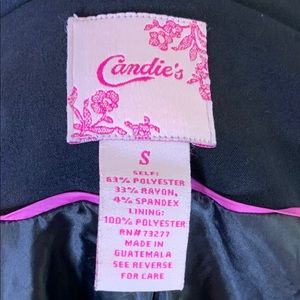 Candie's
S
SELF:
63% POLYESTER
33% RAYON,
4% SPANDEX
LINING:
100% POLYESTER
RN# 73277
MADE IN
GUATEMALA
SEE REVERSE
FOR CARE